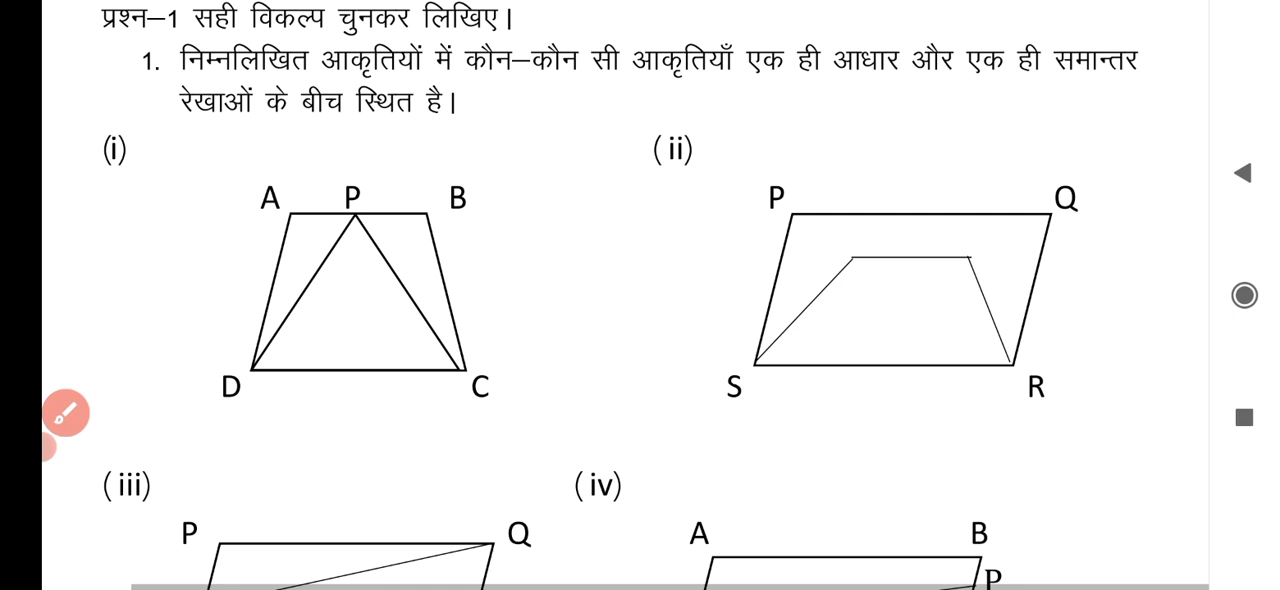 प्रश्न–1 सही विकल्प चुनकर लिखिए।
1. निम्नलिखित आकृतियों में कौन–कौन सी आकृतियाँ एक ही आधार और एक ही समान्तर
रेखाओं के बीच स्थित है।
(i) (ii)
A P B P Q
D C S R
(iii) (iv)
P Q A B
P